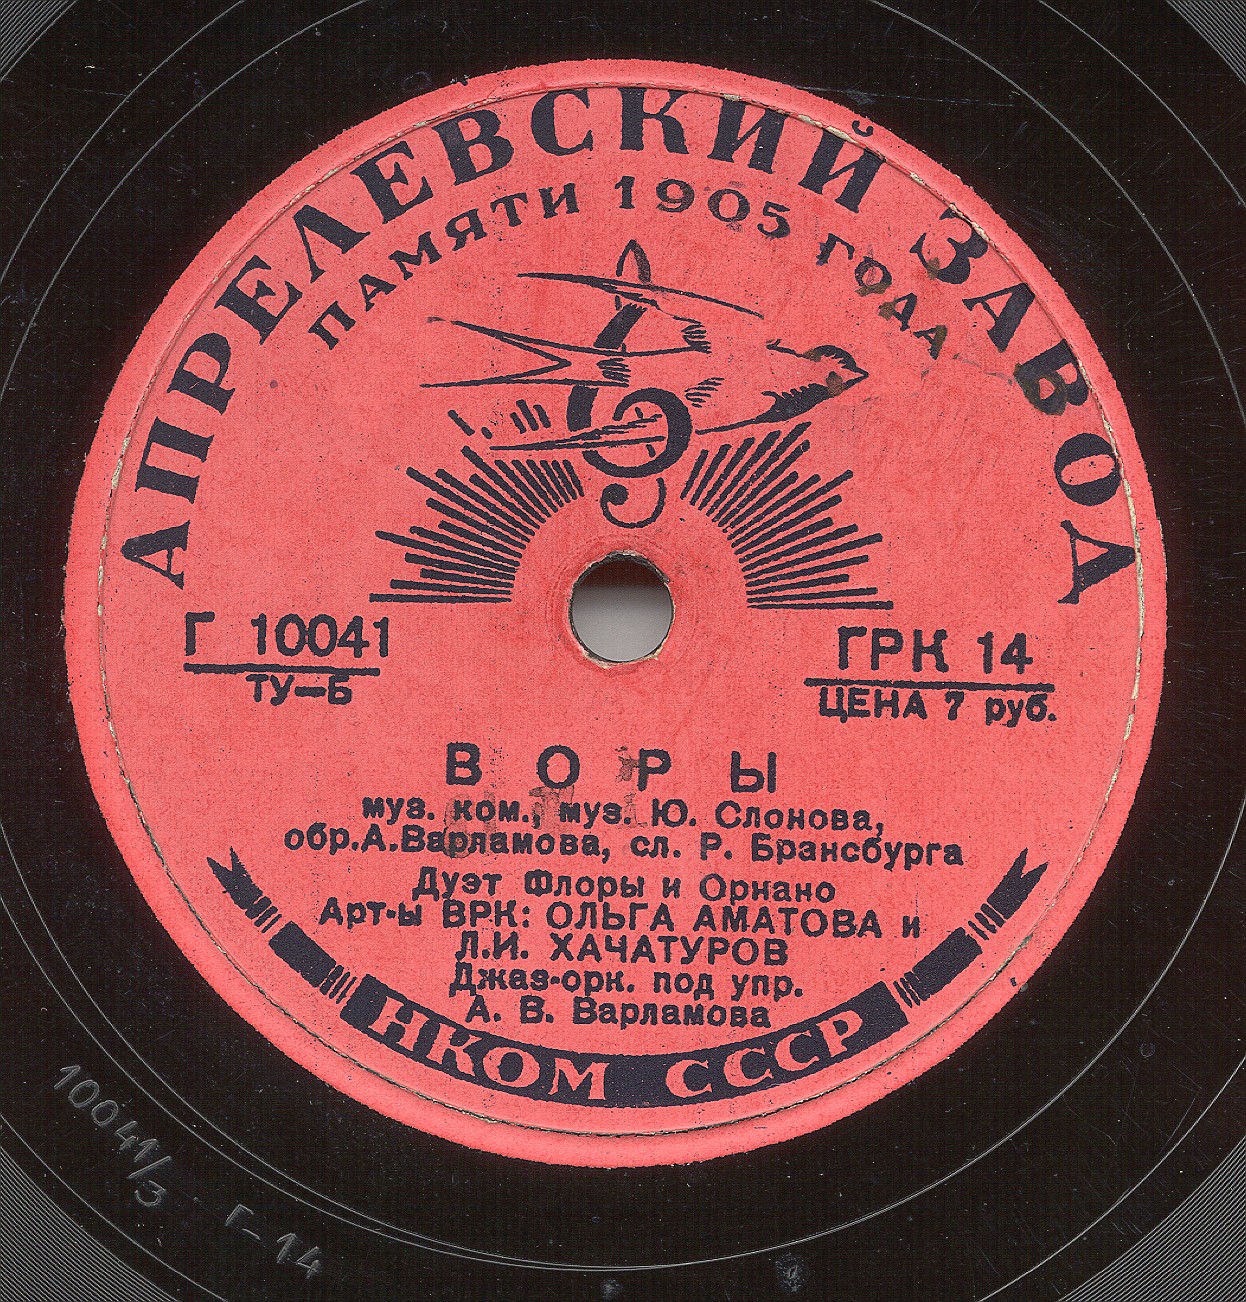 АПРЕЛЕВСКИЙ ЗАВОД
ПАМЯТИ 1905 ГОДА
Г 10041
ТУ-Б
ГРК 14
ЦЕНА 7 руб.
ВОРЫ
муз. ком., муз. Ю. Слонова,
обр.А.Варламова, сл. Р. Брансбурга
Дуэт Флоры и Орнано
Арт-ы ВРК: ОЛЬГА АМАТОВА и
Л.И. ХАЧАТУРОВ
Джаз-орк. под упр.
А. В. Варламова
НКОМ СССР
10041/3 Г-14